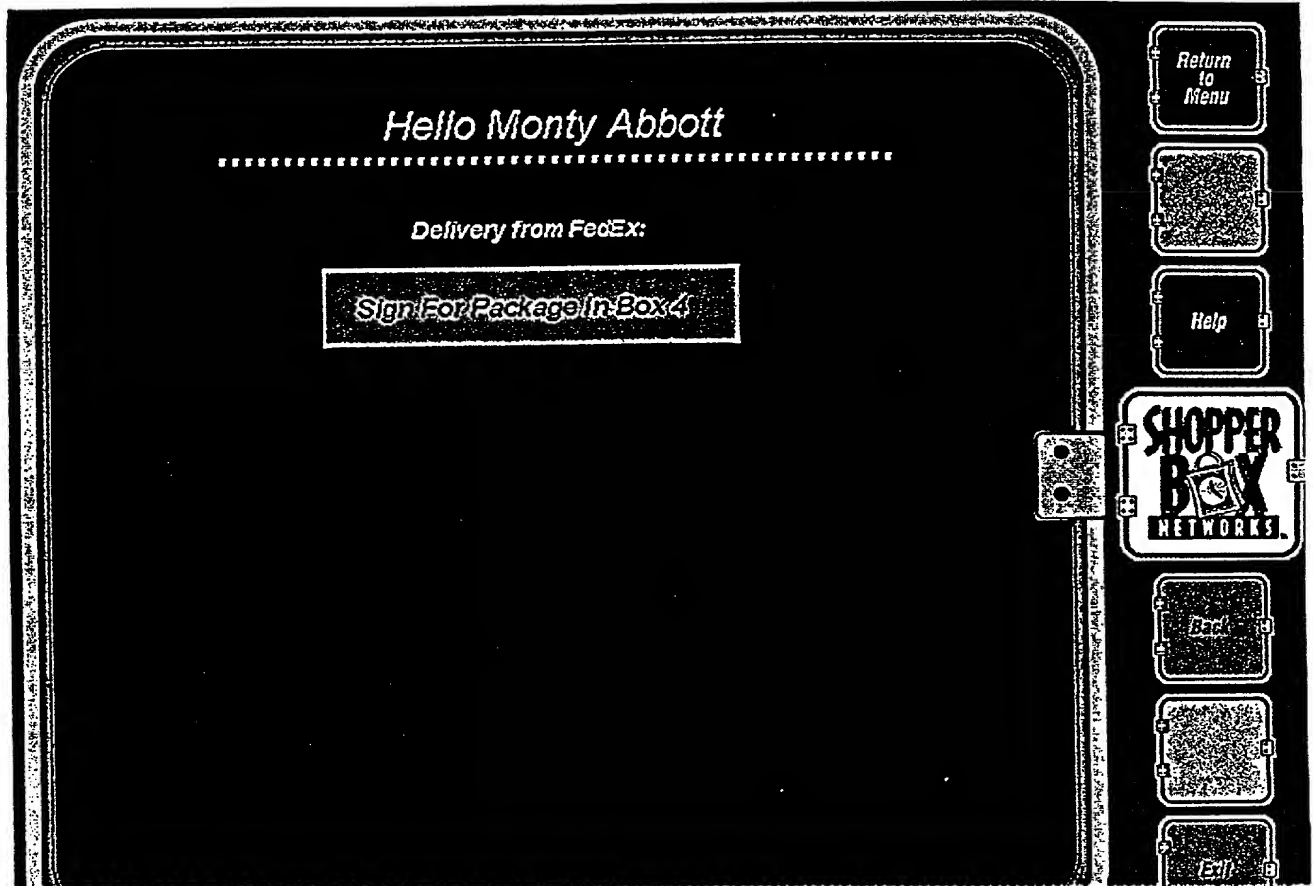 Hello Monty Abbott
Delivery from FedEx:
Sign For Package In Box 4
Return
to
Menu
Help
SHOPPER
BOX
NETWORKS
Back
Exit